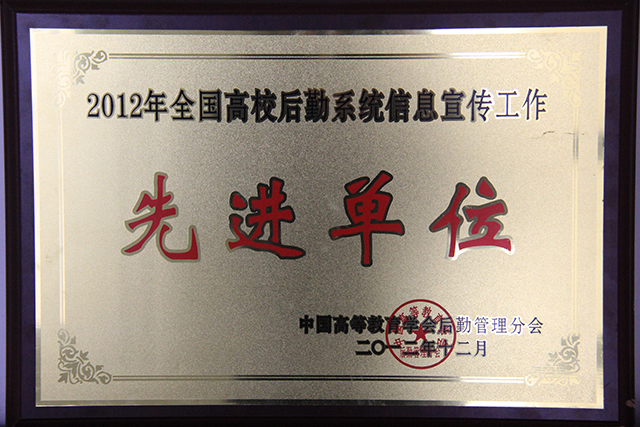 2012年全国高校后勤系统信息宣传工作
先进单位
中国高等教育学会后勤管理分会
二〇一二年十二月